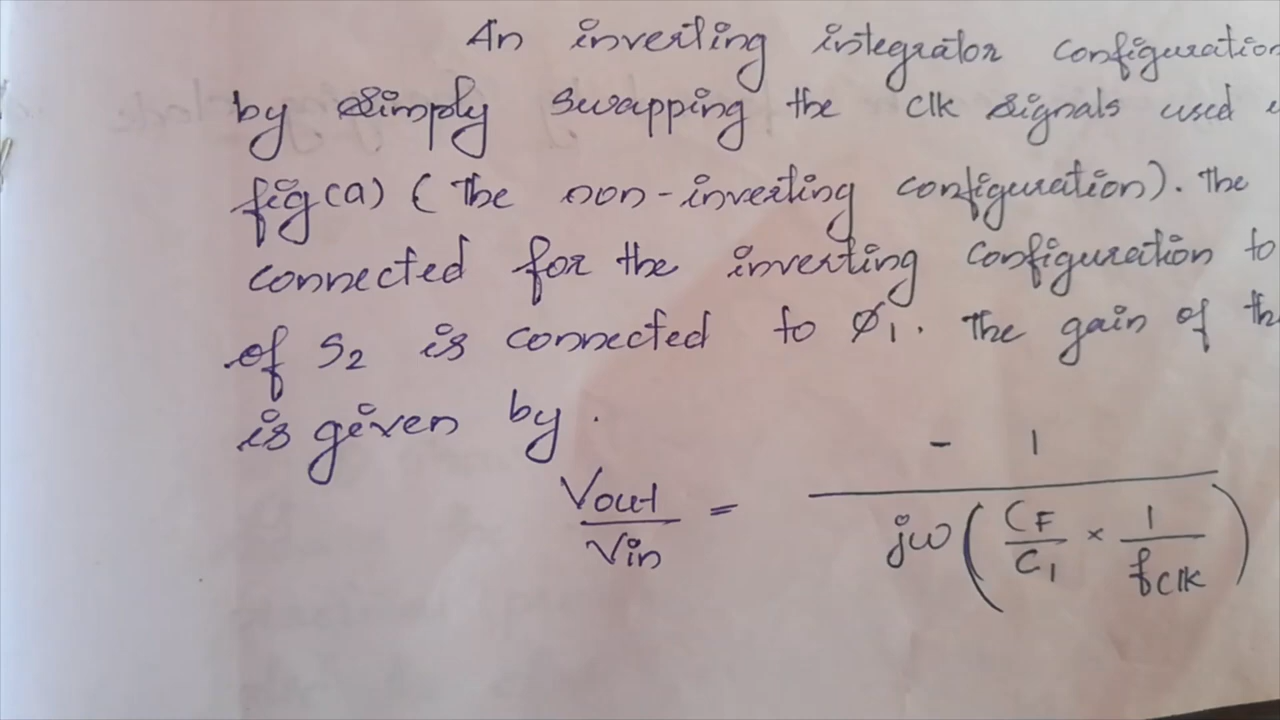 An inverting integrator configuration
by simply swapping the clk signals used
fig(a) (The non-inverting configuration). The
connected for the inverting configuration to
of S2 is connected to φ1. The gain of th
is given by.
Vout/Vin = - 1/jω(CF/C1 × 1/fclk)